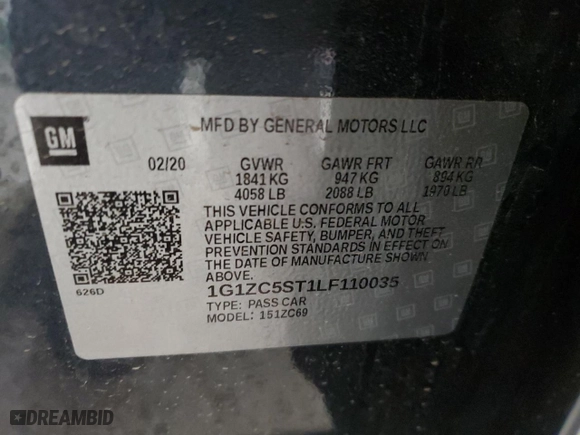 GM
MFD BY GENERAL MOTORS LLC
02/20 GVWR GAWR FRT GAWR RR
1841 KG 947 KG 894 KG
4058 LB 2088 LB 1970 LB
THIS VEHICLE CONFORMS TO ALL
APPLICABLE U.S. FEDERAL MOTOR
VEHICLE SAFETY, BUMPER, AND THEFT
PREVENTION STANDARDS IN EFFECT ON
THE DATE OF MANUFACTURE SHOWN
ABOVE.
626D
1G1ZC5ST1LF110035
TYPE: PASS CAR
MODEL: 151ZC69
DREAMBID